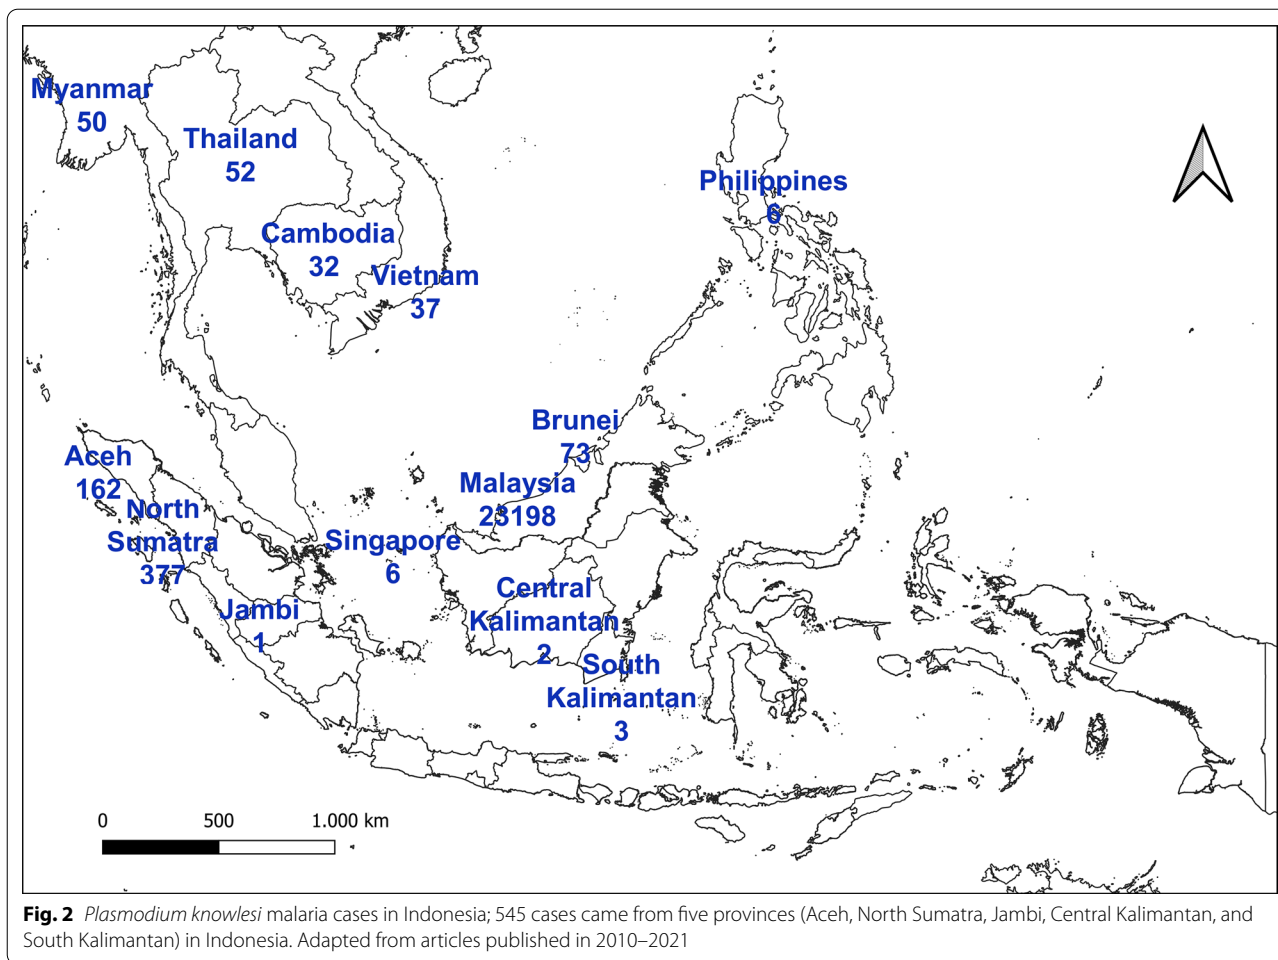 Myanmar
50
Thailand
52
Philippines
6
Cambodia
32
Vietnam
37
Brunei
73
Aceh
162
Malaysia
23198
North
Sumatra
377
Singapore
6
Central
Kalimantan
2
Jambi
1
South
Kalimantan
3
0 500 1.000 km
Fig. 2 Plasmodium knowlesi malaria cases in Indonesia; 545 cases came from five provinces (Aceh, North Sumatra, Jambi, Central Kalimantan, and
South Kalimantan) in Indonesia. Adapted from articles published in 2010–2021